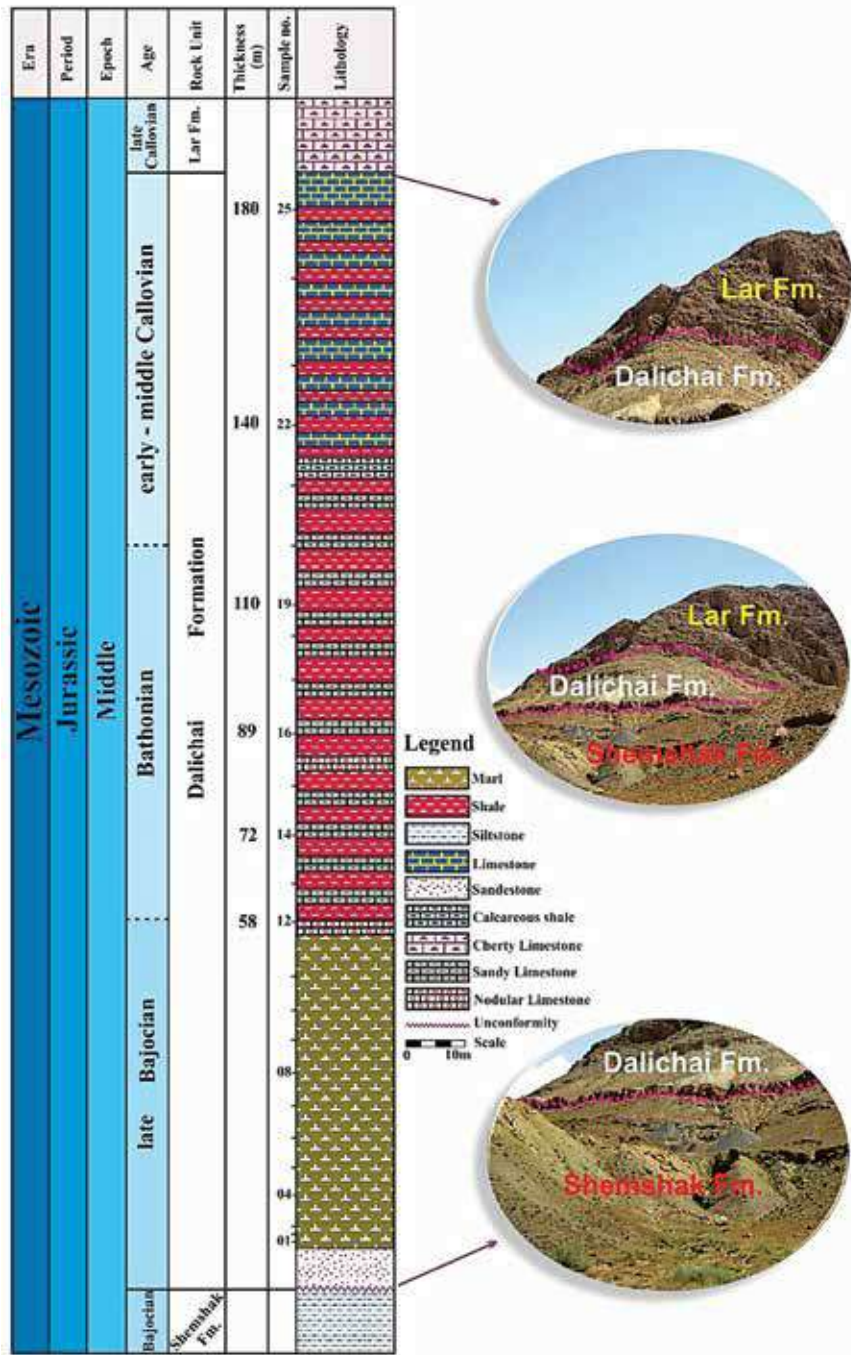 Era
Period
Epoch
Age
Rock Unit
Thickness (m)
Sample no.
Lithology
Mesozoic
Jurassic
Middle
late Callovian
early - middle Callovian
Bathonian
late Bajocian
Bajocian
Lar Fm.
Dalichai Formation
Shemshak Fm.
180
140
110
89
72
58
25
22
19
16
14
12
08
04
01
Legend
Marl
Shale
Siltstone
Limestone
Sandestone
Calcareous shale
Cherty Limestone
Sandy Limestone
Nodular Limestone
Unconformity
Scale
0 10m
Lar Fm.
Dalichai Fm.
Lar Fm.
Dalichai Fm.
Shemshak Fm.
Dalichai Fm.
Shemshak Fm.